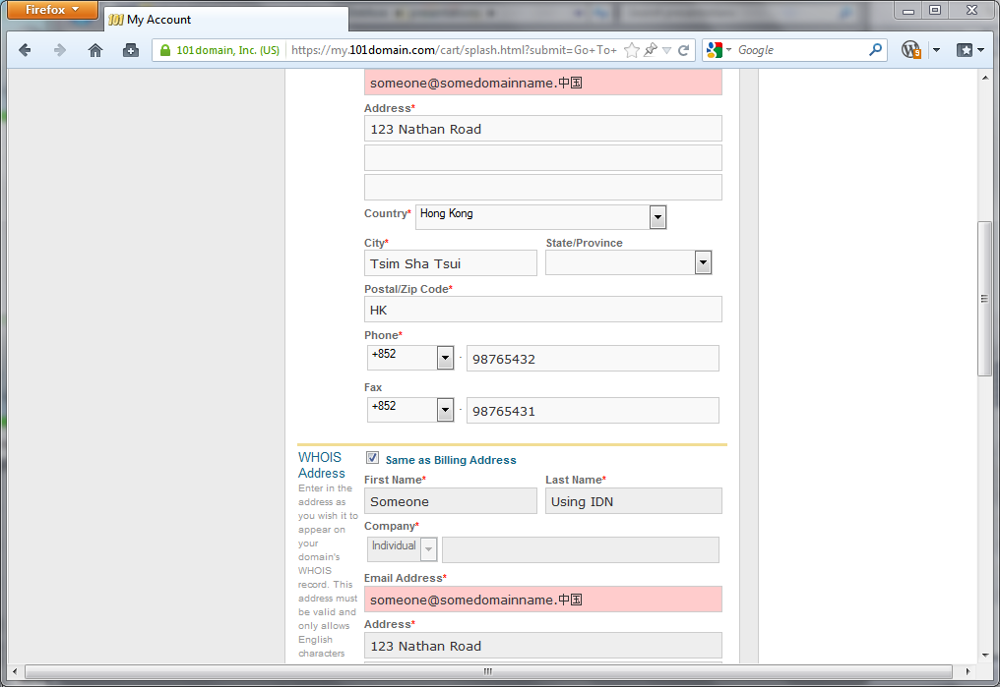 Firefox
101 My Account
101domain, Inc. (US) https://my.101domain.com/cart/splash.html?submit=Go+To+ Google
someone@somedomainname.中国
Address*
123 Nathan Road
Country* Hong Kong
City* State/Province
Tsim Sha Tsui
Postal/Zip Code*
HK
Phone*
+852 - 98765432
Fax
+852 - 98765431
WHOIS
Address
Enter in the
address as
you wish it to
appear on
your
domain's
WHOIS
record. This
address must
be valid and
only allows
English
characters
Same as Billing Address
First Name* Last Name*
Someone Using IDN
Company*
Individual
Email Address*
someone@somedomainname.中国
Address*
123 Nathan Road